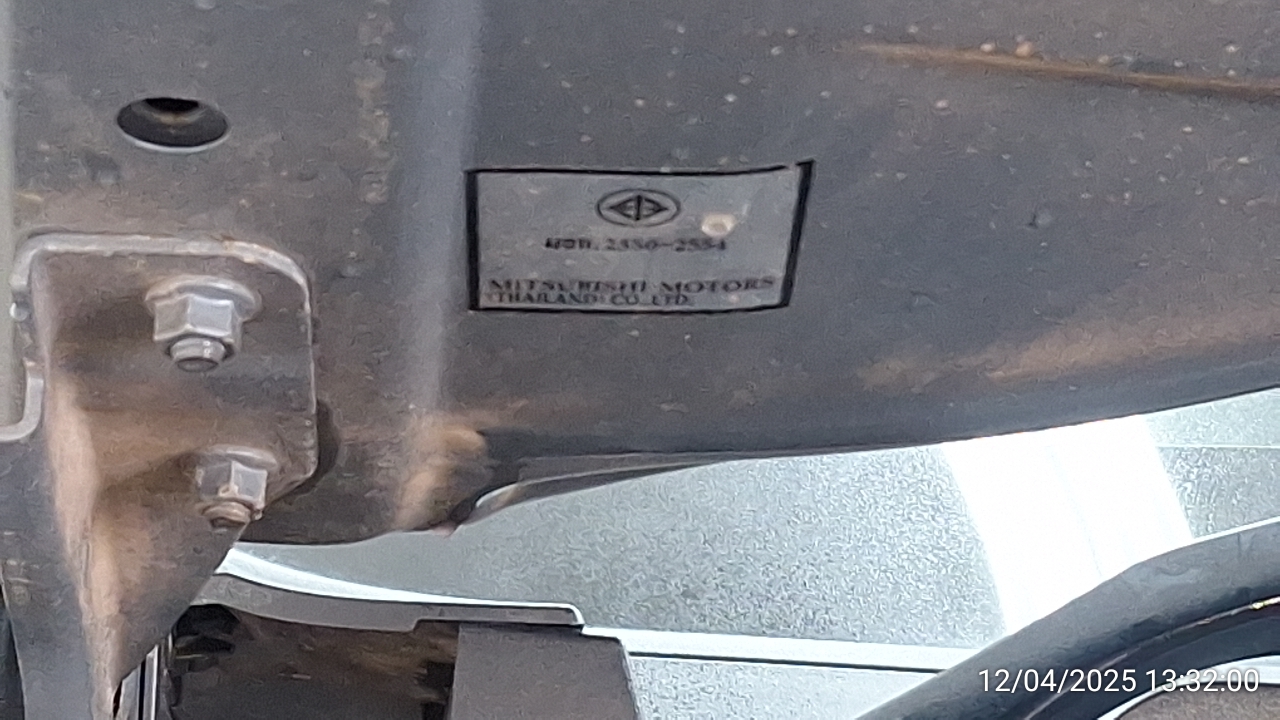 มอก. 2550-2554
MITSUBISHI MOTORS
(THAILAND) CO., LTD.
12/04/2025 13:32:00